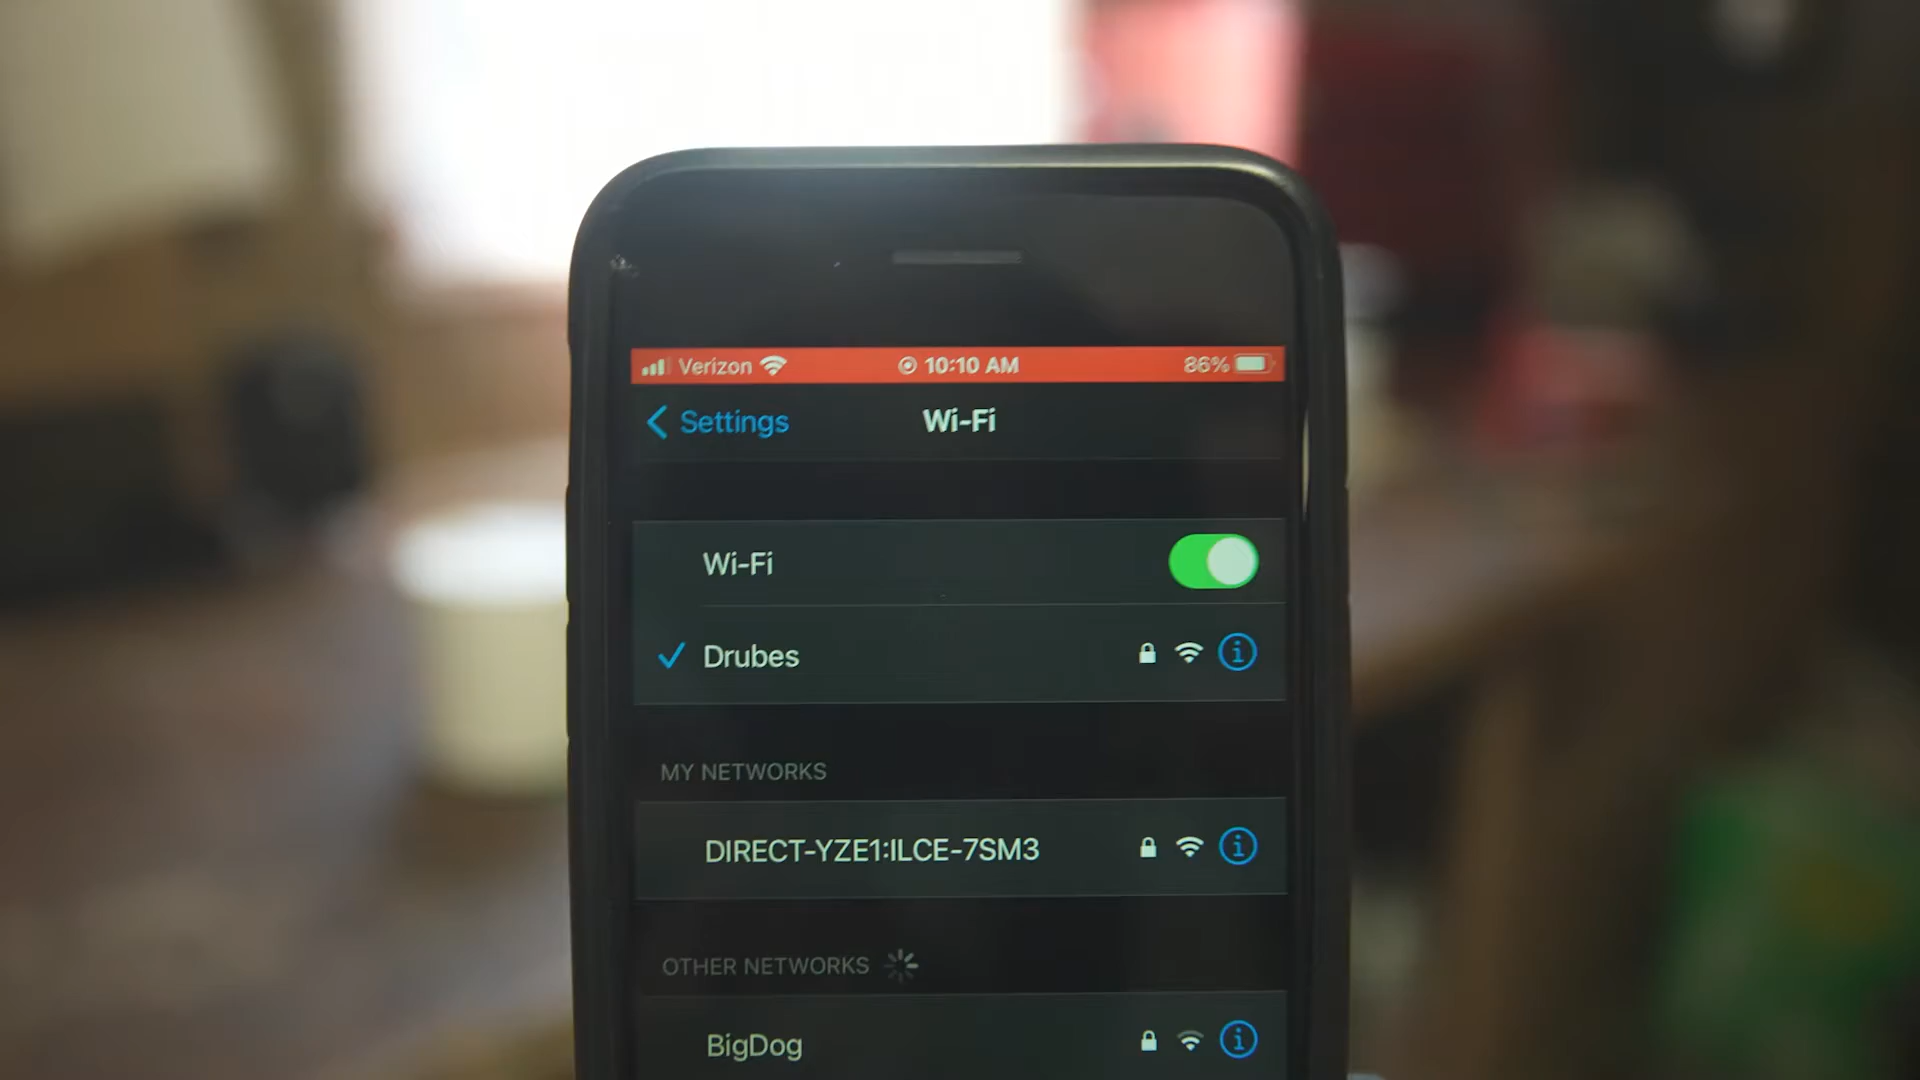 Verizon 10:10 AM 86%
Settings Wi-Fi
Wi-Fi
Drubes
MY NETWORKS
DIRECT-YZE1:ILCE-7SM3
OTHER NETWORKS
BigDog